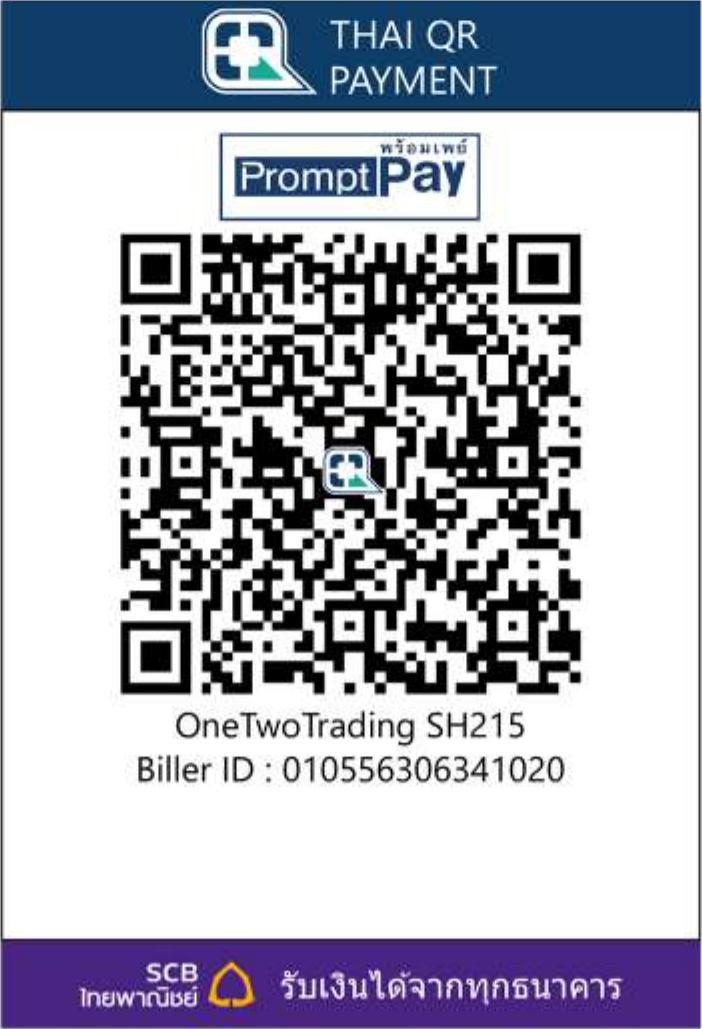 THAI QR
PAYMENT
พร้อมเพย์
PromptPay
OneTwoTrading SH215
Biller ID : 010556306341020
SCB
ไทยพาณิชย์
รับเงินได้จากทุกธนาคาร